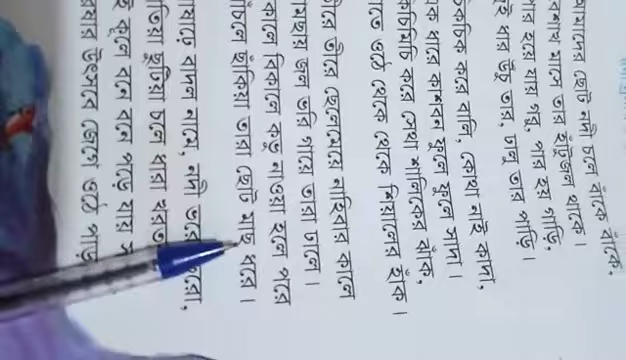 আমাদের ছোট নদী চলে বাঁকে বাঁকে,
বৈশাখ মাসে তার হাঁটুজল থাকে।
পার হয়ে যায় গরু, পার হয় গাড়ি,
দুই ধার উঁচু তার, ঢালু তার পাড়ি।
চিকচিক করে বালি, কোথা নাই কাদা,
এক ধারে কাশবন ফুলে ফুলে সাদা।
কিচিমিচি করে সেথা শালিকের ঝাঁক,
রাতে ওঠে থেকে থেকে শিয়ালের হাঁক।
তীরে তীরে ছেলেমেয়ে নাহিবার কালে
গামছায় জল ভরি গায়ে তারা ঢালে।
সকালে বিকালে কভু নাওয়া হলে পরে
আঁচলে ছাঁকিয়া তারা ছোট মাছ ধরে।
আষাঢ়ে বাদল নামে, নদী ভরো
মাতিয়া ছুটিয়া চলে ধারা
দুই কূলে বনে বনে পড়ে যায়
বরষার উৎসবে জেগে ওঠে